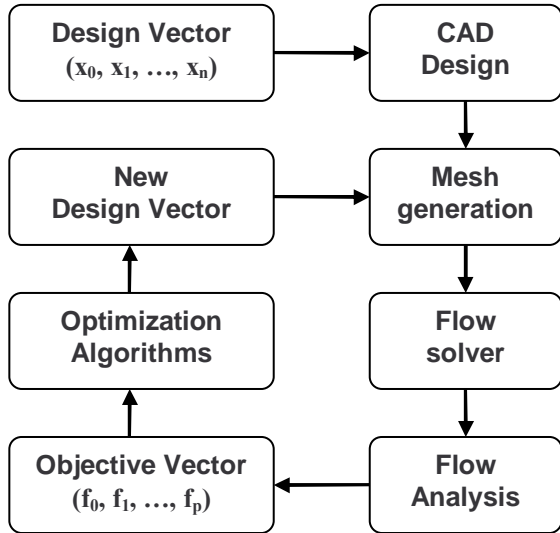 Design Vector
(x₀, x₁, …, xₙ)
CAD
Design
New
Design Vector
Mesh
generation
Optimization
Algorithms
Flow
solver
Objective Vector
(f₀, f₁, …, fₚ)
Flow
Analysis